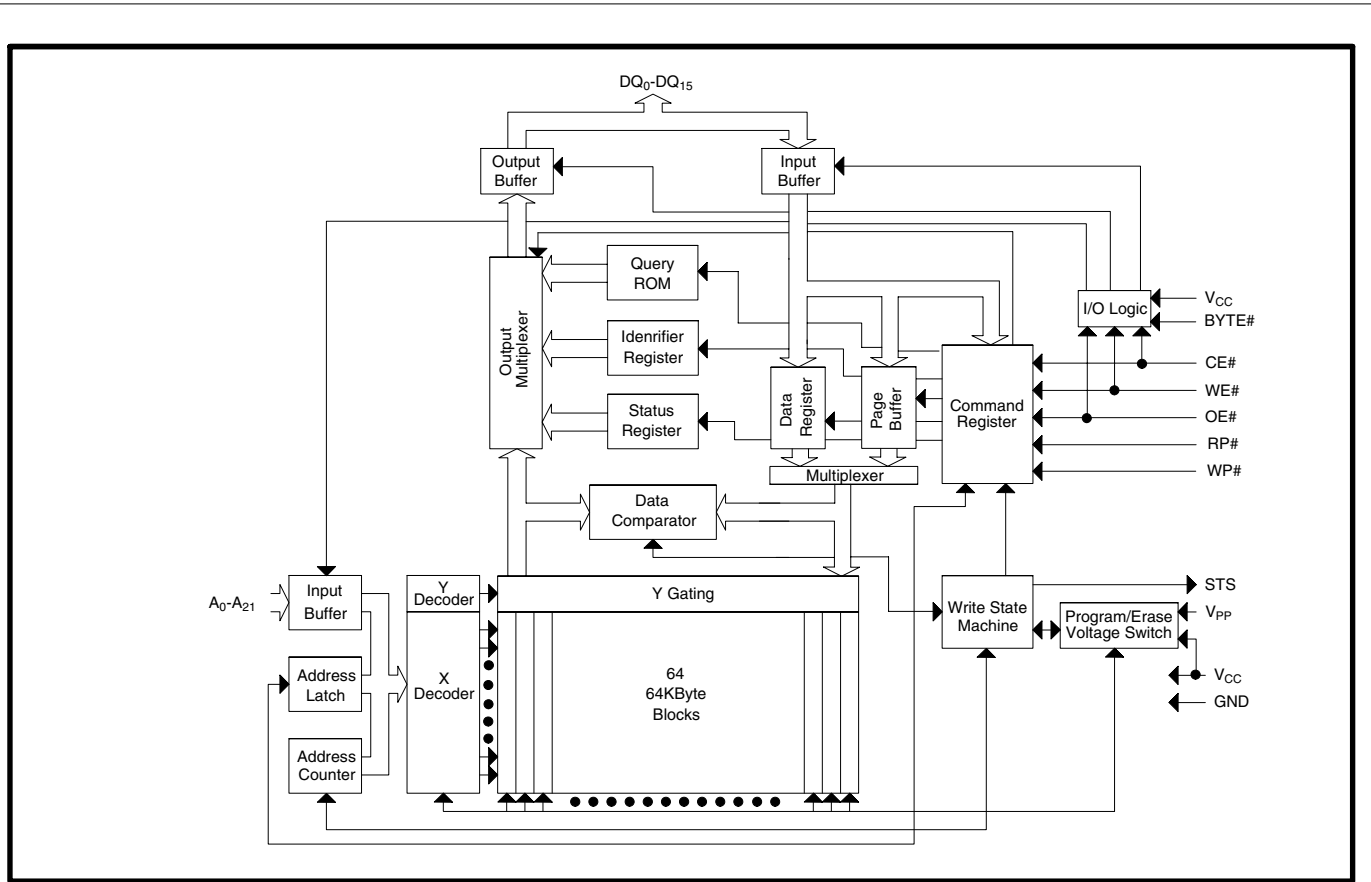 DQ0-DQ15
Output
Buffer
Input
Buffer
Output
Multiplexer
Query
ROM
Idenrifier
Register
Status
Register
Data
Register
Page
Buffer
Multiplexer
Command
Register
I/O Logic
VCC
BYTE#
CE#
WE#
OE#
RP#
WP#
Data
Comparator
A0-A21
Input
Buffer
Address
Latch
Address
Counter
Y
Decoder
X
Decoder
Y Gating
64
64KByte
Blocks
Write State
Machine
Program/Erase
Voltage Switch
STS
VPP
VCC
GND